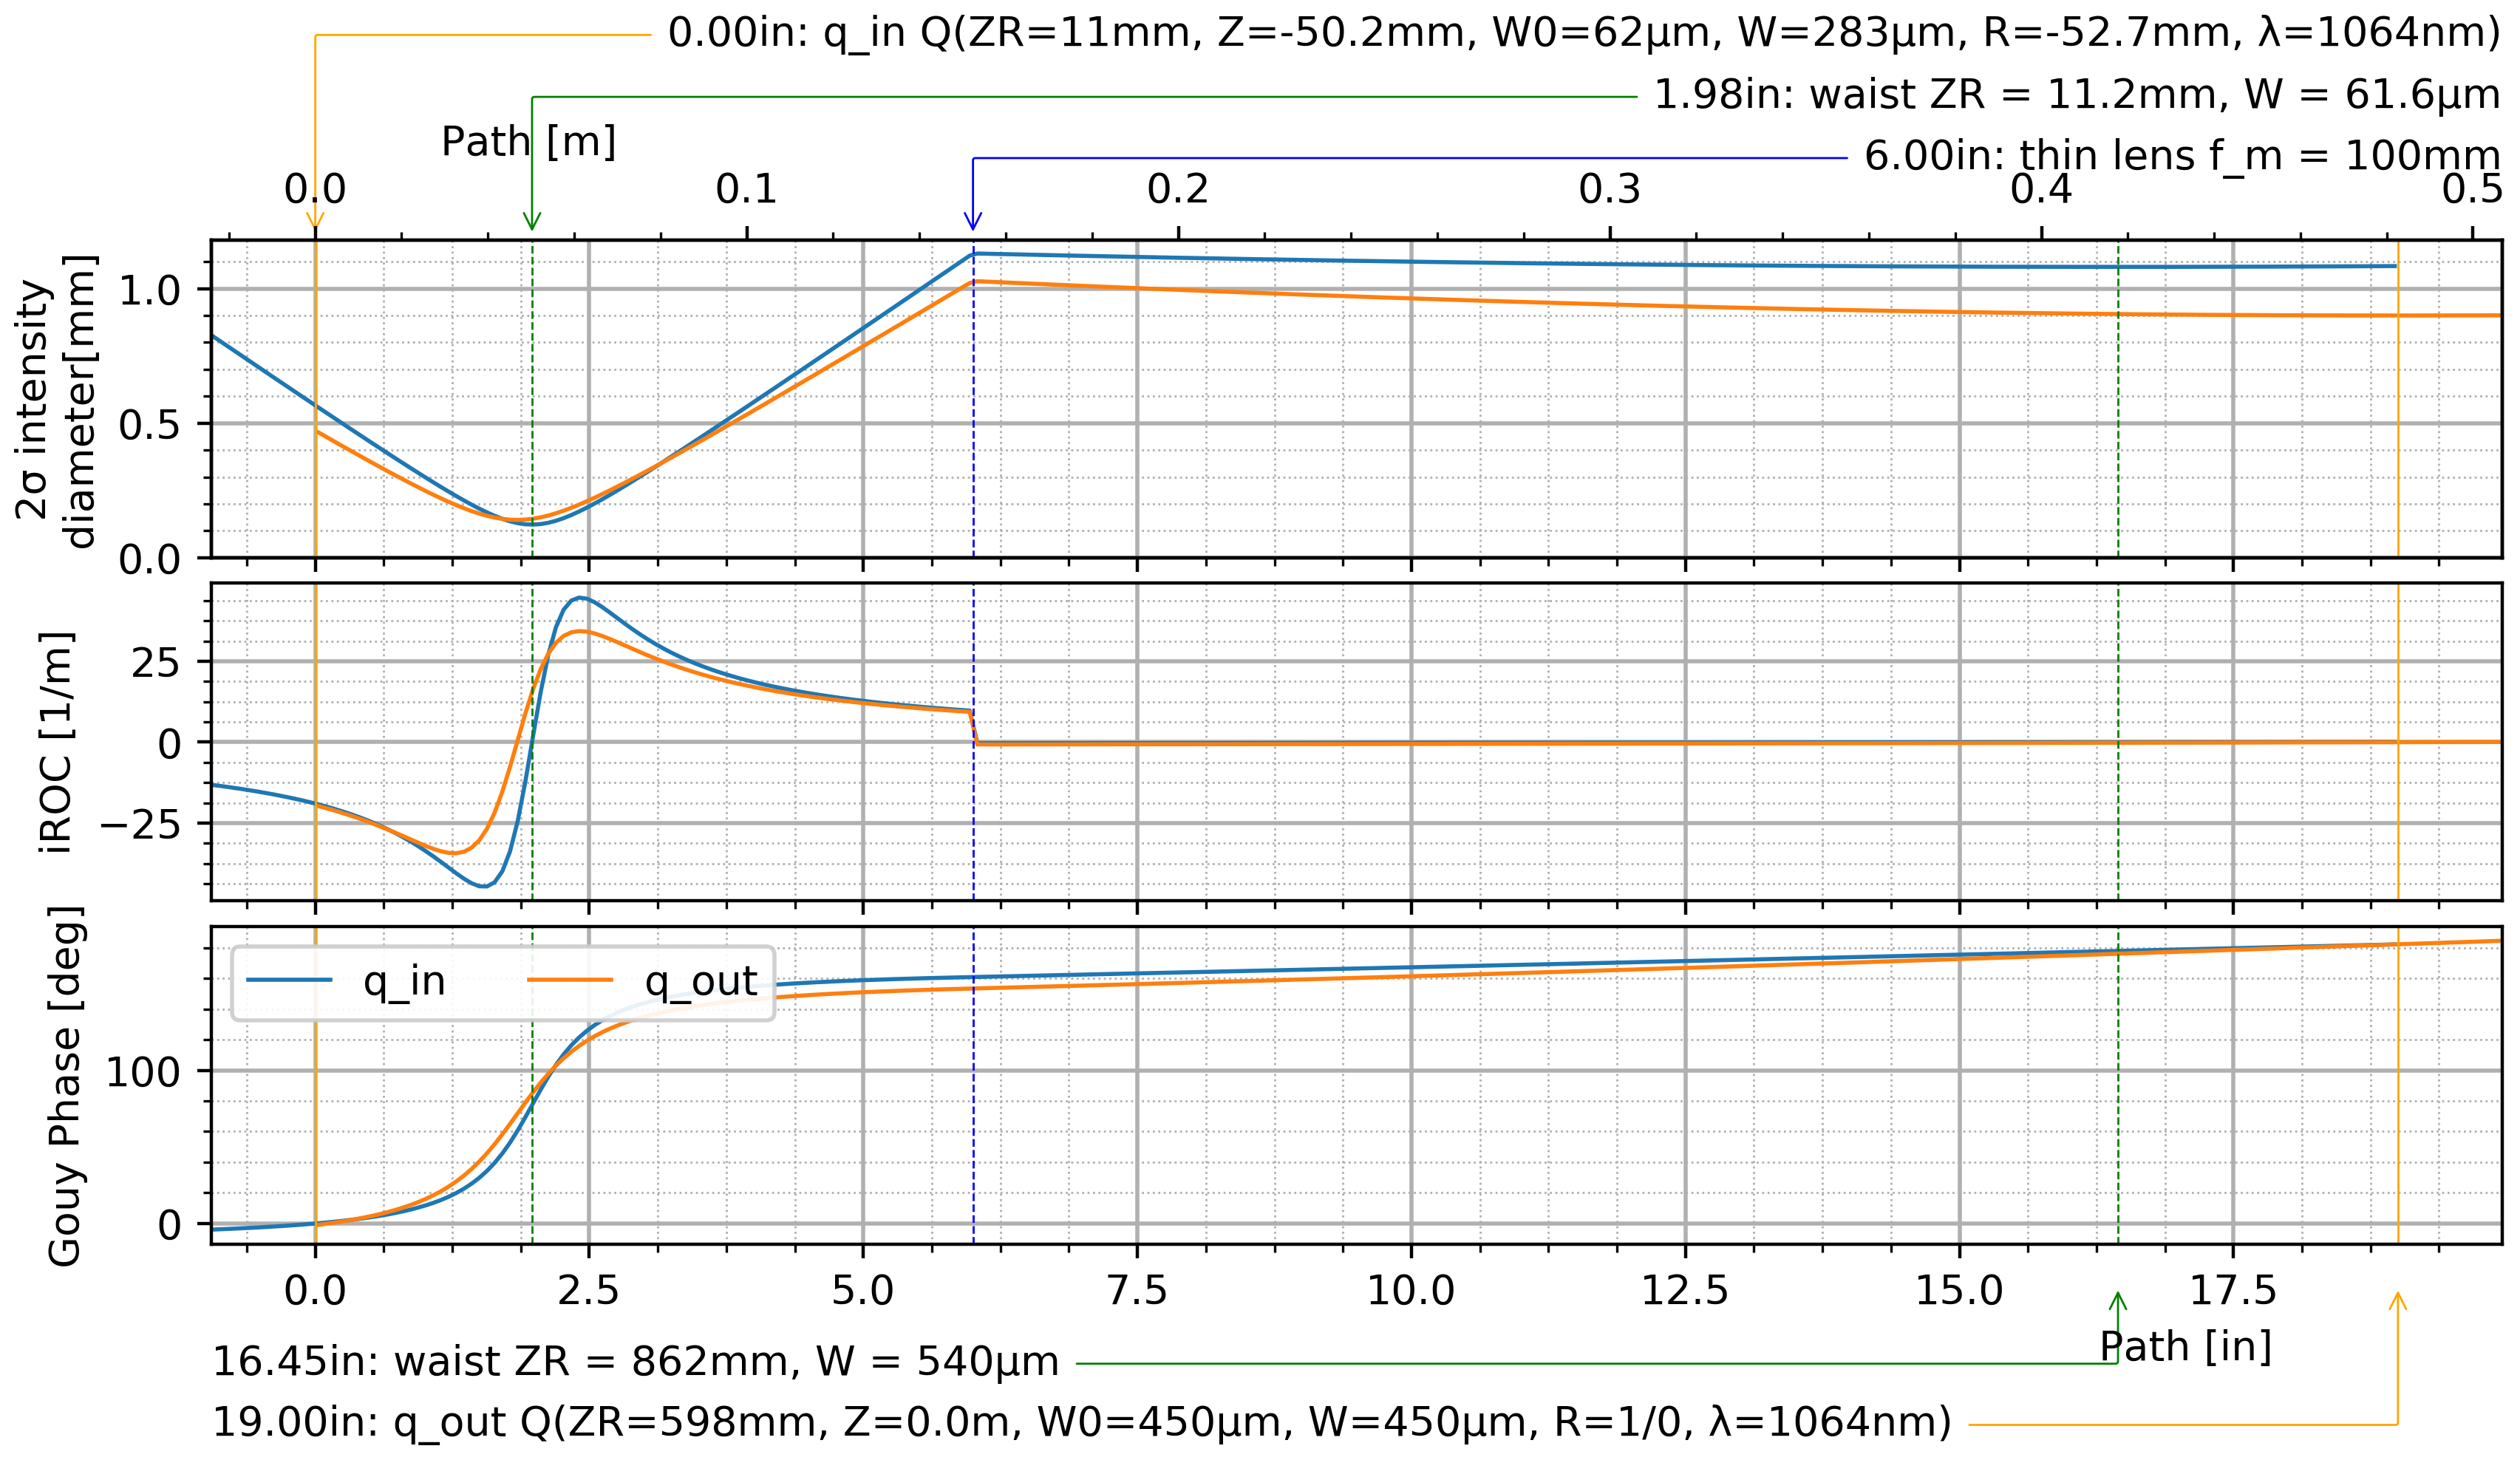 0.00in: q_in Q(ZR=11mm, Z=-50.2mm, W0=62µm, W=283µm, R=-52.7mm, λ=1064nm)
1.98in: waist ZR = 11.2mm, W = 61.6µm
Path [m]
6.00in: thin lens f_m = 100mm
0.0 0.1 0.2 0.3 0.4 0.5
2σ intensity
diameter[mm]
1.0
0.5
0.0
iROC [1/m]
25
0
−25
Gouy Phase [deg]
q_in q_out
100
0
0.0 2.5 5.0 7.5 10.0 12.5 15.0 17.5
Path [in]
16.45in: waist ZR = 862mm, W = 540µm
19.00in: q_out Q(ZR=598mm, Z=0.0m, W0=450µm, W=450µm, R=1/0, λ=1064nm)